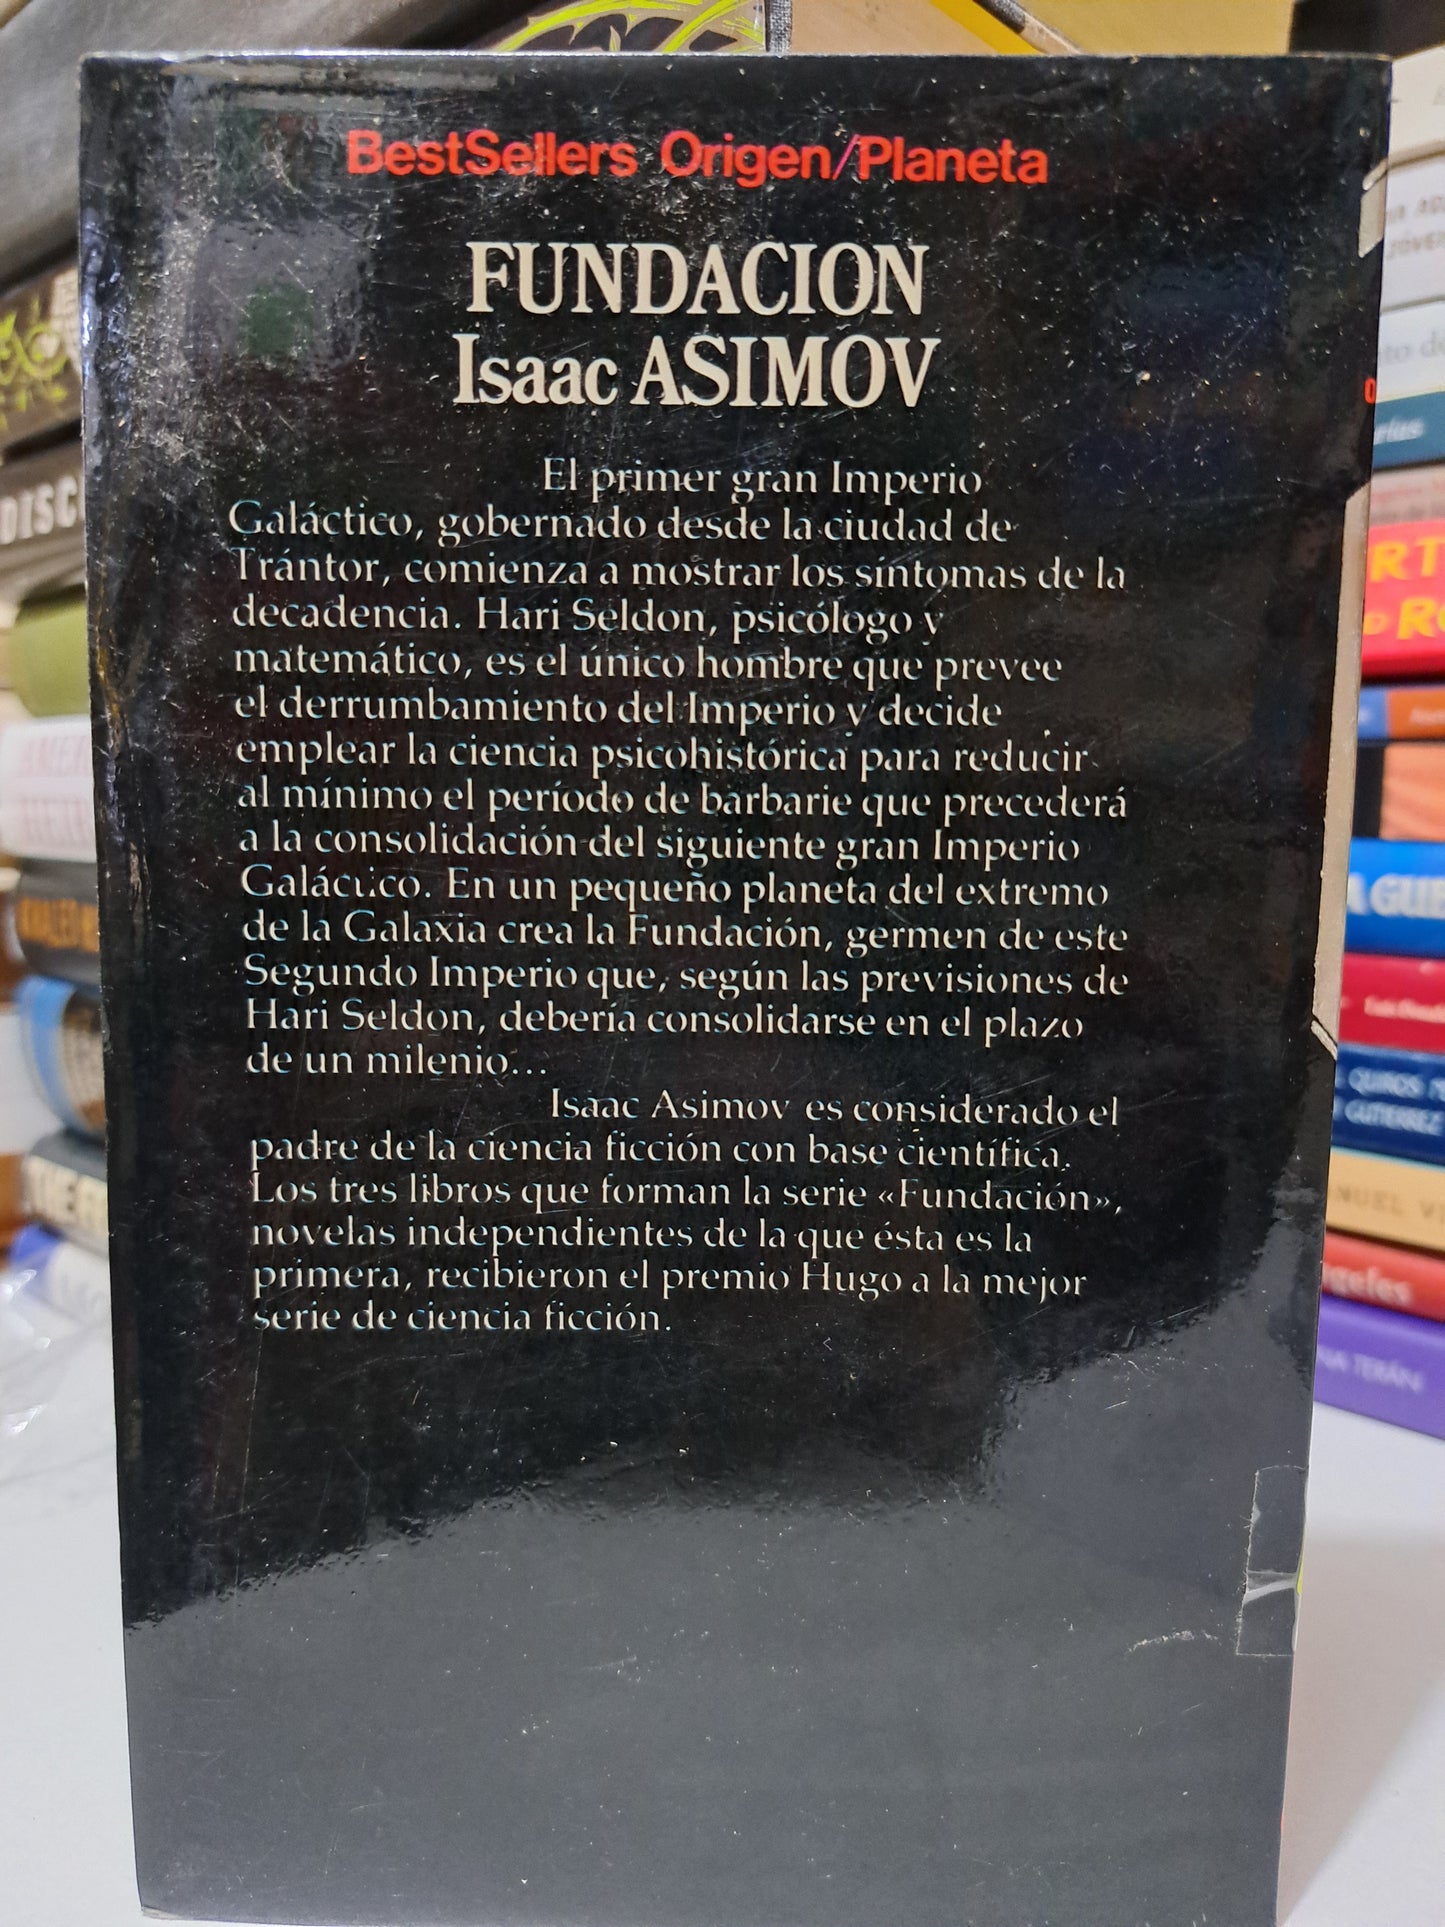 BestSellers Origen/Planeta
FUNDACION
Isaac ASIMOV
El primer gran Imperio
Galáctico, gobernado desde la ciudad de
Trántor, comienza a mostrar los síntomas de la
decadencia. Hari Seldon, psicólogo y
matemático, es el único hombre que prevee
el derrumbamiento del Imperio y decide
emplear la ciencia psicohistórica para reducir
al mínimo el período de barbarie que precederá
a la consolidación del siguiente gran Imperio
Galáctico. En un pequeño planeta del extremo
de la Galaxia crea la Fundación, germen de este
Segundo Imperio que, según las previsiones de
Hari Seldon, debería consolidarse en el plazo
de un milenio...
Isaac Asimov es considerado el
padre de la ciencia ficción con base científica.
Los tres libros que forman la serie «Fundación»,
novelas independientes de la que ésta es la
primera, recibieron el premio Hugo a la mejor
serie de ciencia ficción.
QUIROS
GUTIERREZ
TERÁN